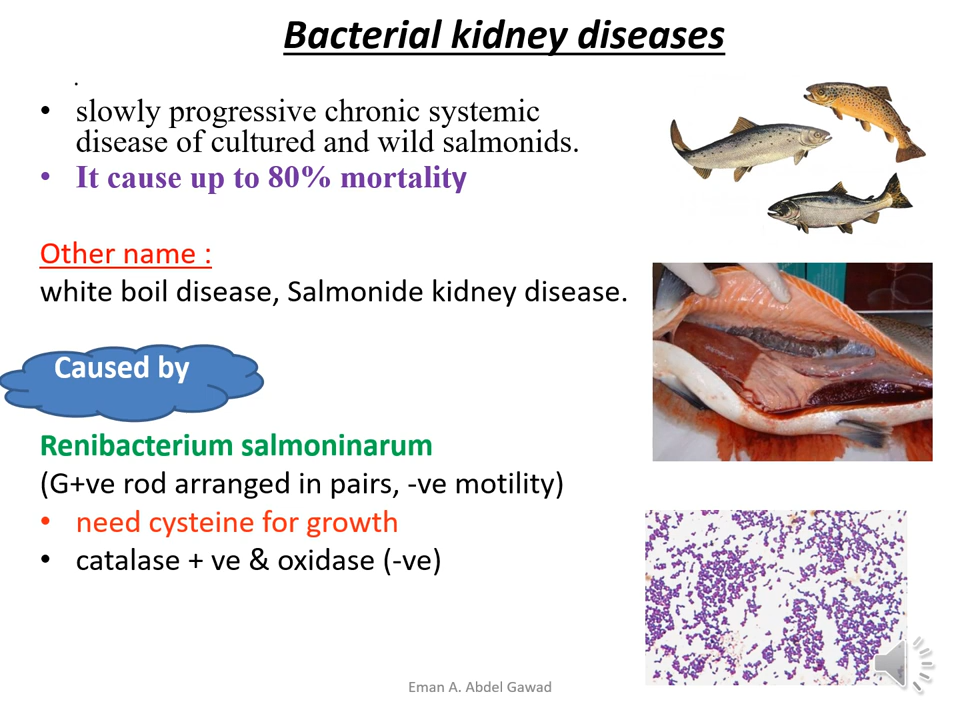 Bacterial kidney diseases
.
• slowly progressive chronic systemic
disease of cultured and wild salmonids.
• It cause up to 80% mortality
Other name :
white boil disease, Salmonide kidney disease.
Caused by
Renibacterium salmoninarum
(G+ve rod arranged in pairs, -ve motility)
• need cysteine for growth
• catalase + ve & oxidase (-ve)
Eman A. Abdel Gawad